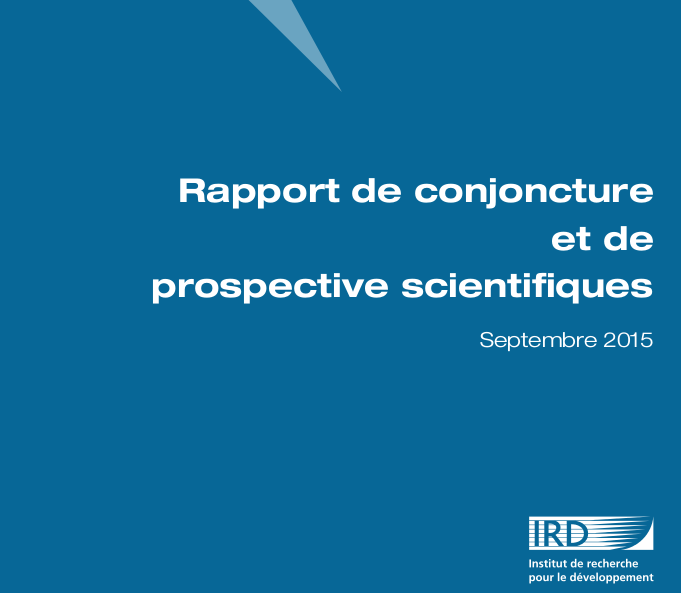 Rapport de conjoncture
et de
prospective scientifiques
Septembre 2015
IRD
Institut de recherche
pour le développement